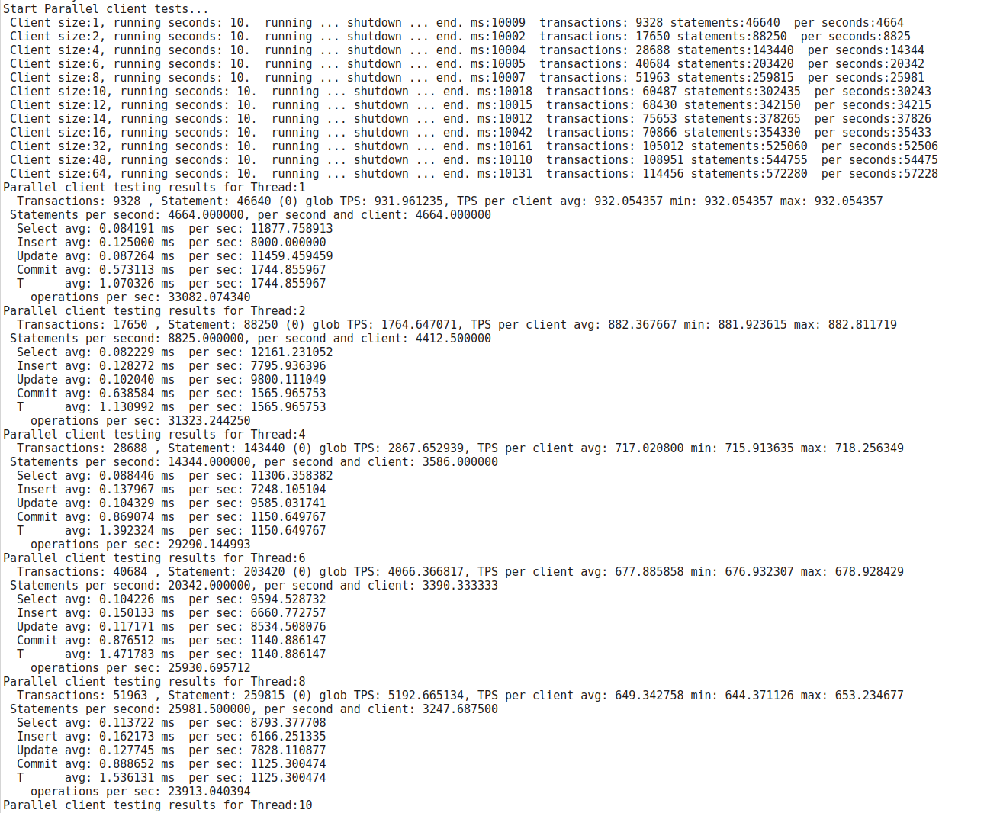 Start Parallel client tests...
Client size:1, running seconds: 10.  running ... shutdown ... end. ms:10009  transactions: 9328 statements:46640  per seconds:4664
Client size:2, running seconds: 10.  running ... shutdown ... end. ms:10002  transactions: 17650 statements:88250  per seconds:8825
Client size:4, running seconds: 10.  running ... shutdown ... end. ms:10004  transactions: 28688 statements:143440  per seconds:14344
Client size:6, running seconds: 10.  running ... shutdown ... end. ms:10005  transactions: 40684 statements:203420  per seconds:20342
Client size:8, running seconds: 10.  running ... shutdown ... end. ms:10007  transactions: 51963 statements:259815  per seconds:25981
Client size:10, running seconds: 10.  running ... shutdown ... end. ms:10018  transactions: 60487 statements:302435  per seconds:30243
Client size:12, running seconds: 10.  running ... shutdown ... end. ms:10015  transactions: 68430 statements:342150  per seconds:34215
Client size:14, running seconds: 10.  running ... shutdown ... end. ms:10012  transactions: 75653 statements:378265  per seconds:37826
Client size:16, running seconds: 10.  running ... shutdown ... end. ms:10042  transactions: 70866 statements:354330  per seconds:35433
Client size:32, running seconds: 10.  running ... shutdown ... end. ms:10161  transactions: 105012 statements:525060  per seconds:52506
Client size:48, running seconds: 10.  running ... shutdown ... end. ms:10110  transactions: 108951 statements:544755  per seconds:54475
Client size:64, running seconds: 10.  running ... shutdown ... end. ms:10131  transactions: 114456 statements:572280  per seconds:57228
Parallel client testing results for Thread:1
Transactions: 9328 , Statement: 46640 (0) glob TPS: 931.961235, TPS per client avg: 932.054357 min: 932.054357 max: 932.054357
Statements per second: 4664.000000, per second and client: 4664.000000
Select avg: 0.084191 ms  per sec: 11877.758913
Insert avg: 0.125000 ms  per sec: 8000.000000
Update avg: 0.087264 ms  per sec: 11459.459459
Commit avg: 0.573113 ms  per sec: 1744.855967
T      avg: 1.070326 ms  per sec: 1744.855967
operations per sec: 33082.074340
Parallel client testing results for Thread:2
Transactions: 17650 , Statement: 88250 (0) glob TPS: 1764.647071, TPS per client avg: 882.367667 min: 881.923615 max: 882.811719
Statements per second: 8825.000000, per second and client: 4412.500000
Select avg: 0.082229 ms  per sec: 12161.231052
Insert avg: 0.128272 ms  per sec: 7795.936396
Update avg: 0.102040 ms  per sec: 9800.111049
Commit avg: 0.638584 ms  per sec: 1565.965753
T      avg: 1.130992 ms  per sec: 1565.965753
operations per sec: 31323.244250
Parallel client testing results for Thread:4
Transactions: 28688 , Statement: 143440 (0) glob TPS: 2867.652939, TPS per client avg: 717.020800 min: 715.913635 max: 718.256349
Statements per second: 14344.000000, per second and client: 3586.000000
Select avg: 0.088446 ms  per sec: 11306.358382
Insert avg: 0.137967 ms  per sec: 7248.105104
Update avg: 0.104329 ms  per sec: 9585.031741
Commit avg: 0.869074 ms  per sec: 1150.649767
T      avg: 1.392324 ms  per sec: 1150.649767
operations per sec: 29290.144993
Parallel client testing results for Thread:6
Transactions: 40684 , Statement: 203420 (0) glob TPS: 4066.366817, TPS per client avg: 677.885858 min: 676.932307 max: 678.928429
Statements per second: 20342.000000, per second and client: 3390.333333
Select avg: 0.104226 ms  per sec: 9594.528732
Insert avg: 0.150133 ms  per sec: 6660.772757
Update avg: 0.117171 ms  per sec: 8534.508076
Commit avg: 0.876512 ms  per sec: 1140.886147
T      avg: 1.471783 ms  per sec: 1140.886147
operations per sec: 25930.695712
Parallel client testing results for Thread:8
Transactions: 51963 , Statement: 259815 (0) glob TPS: 5192.665134, TPS per client avg: 649.342758 min: 644.371126 max: 653.234677
Statements per second: 25981.500000, per second and client: 3247.687500
Select avg: 0.113722 ms  per sec: 8793.377708
Insert avg: 0.162173 ms  per sec: 6166.251335
Update avg: 0.127745 ms  per sec: 7828.110877
Commit avg: 0.888652 ms  per sec: 1125.300474
T      avg: 1.536131 ms  per sec: 1125.300474
operations per sec: 23913.040394
Parallel client testing results for Thread:10